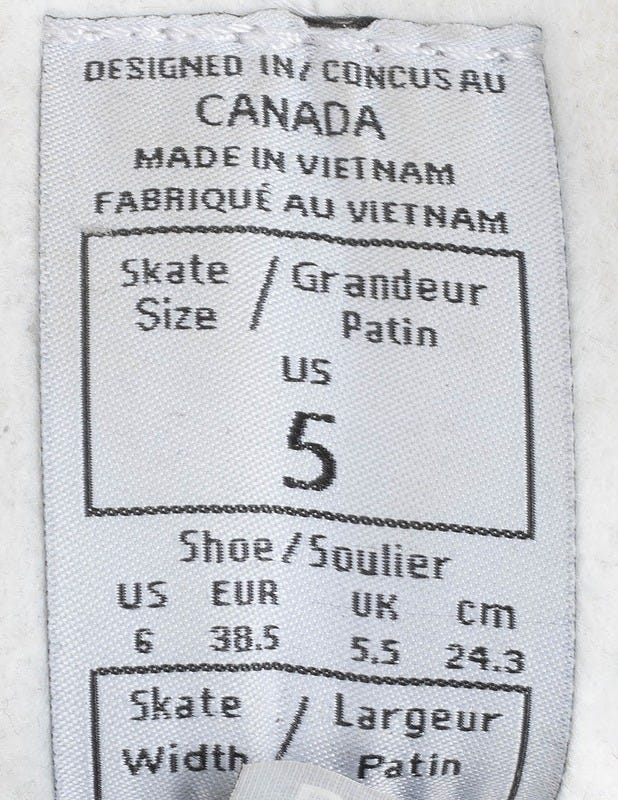 DESIGNED IN/ CONCUS AU
CANADA
MADE IN VIETNAM
FABRIQUÉ AU VIETNAM
Skate / Grandeur
Size Patin
US
5
Shoe/Soulier
US EUR UK cm
6 38.5 5.5 24.3
Skate / Largeur
Width Patin